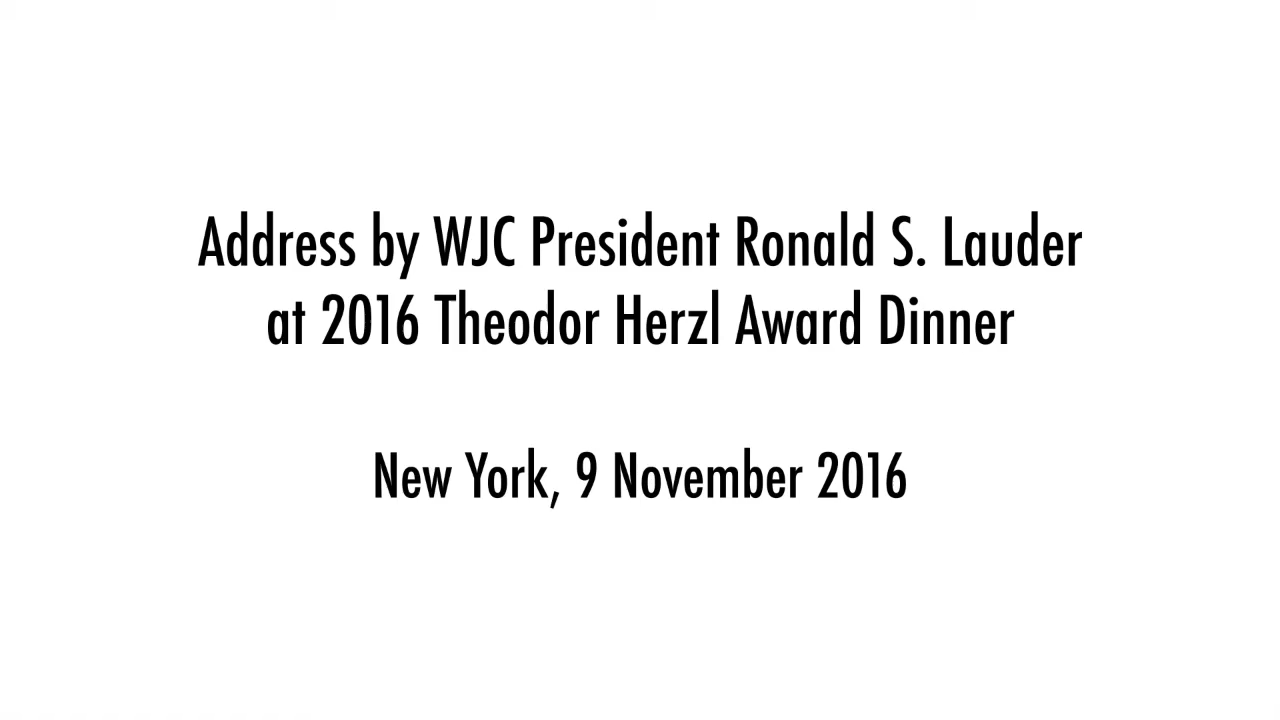 Address by WJC President Ronald S. Lauder
at 2016 Theodor Herzl Award Dinner
New York, 9 November 2016